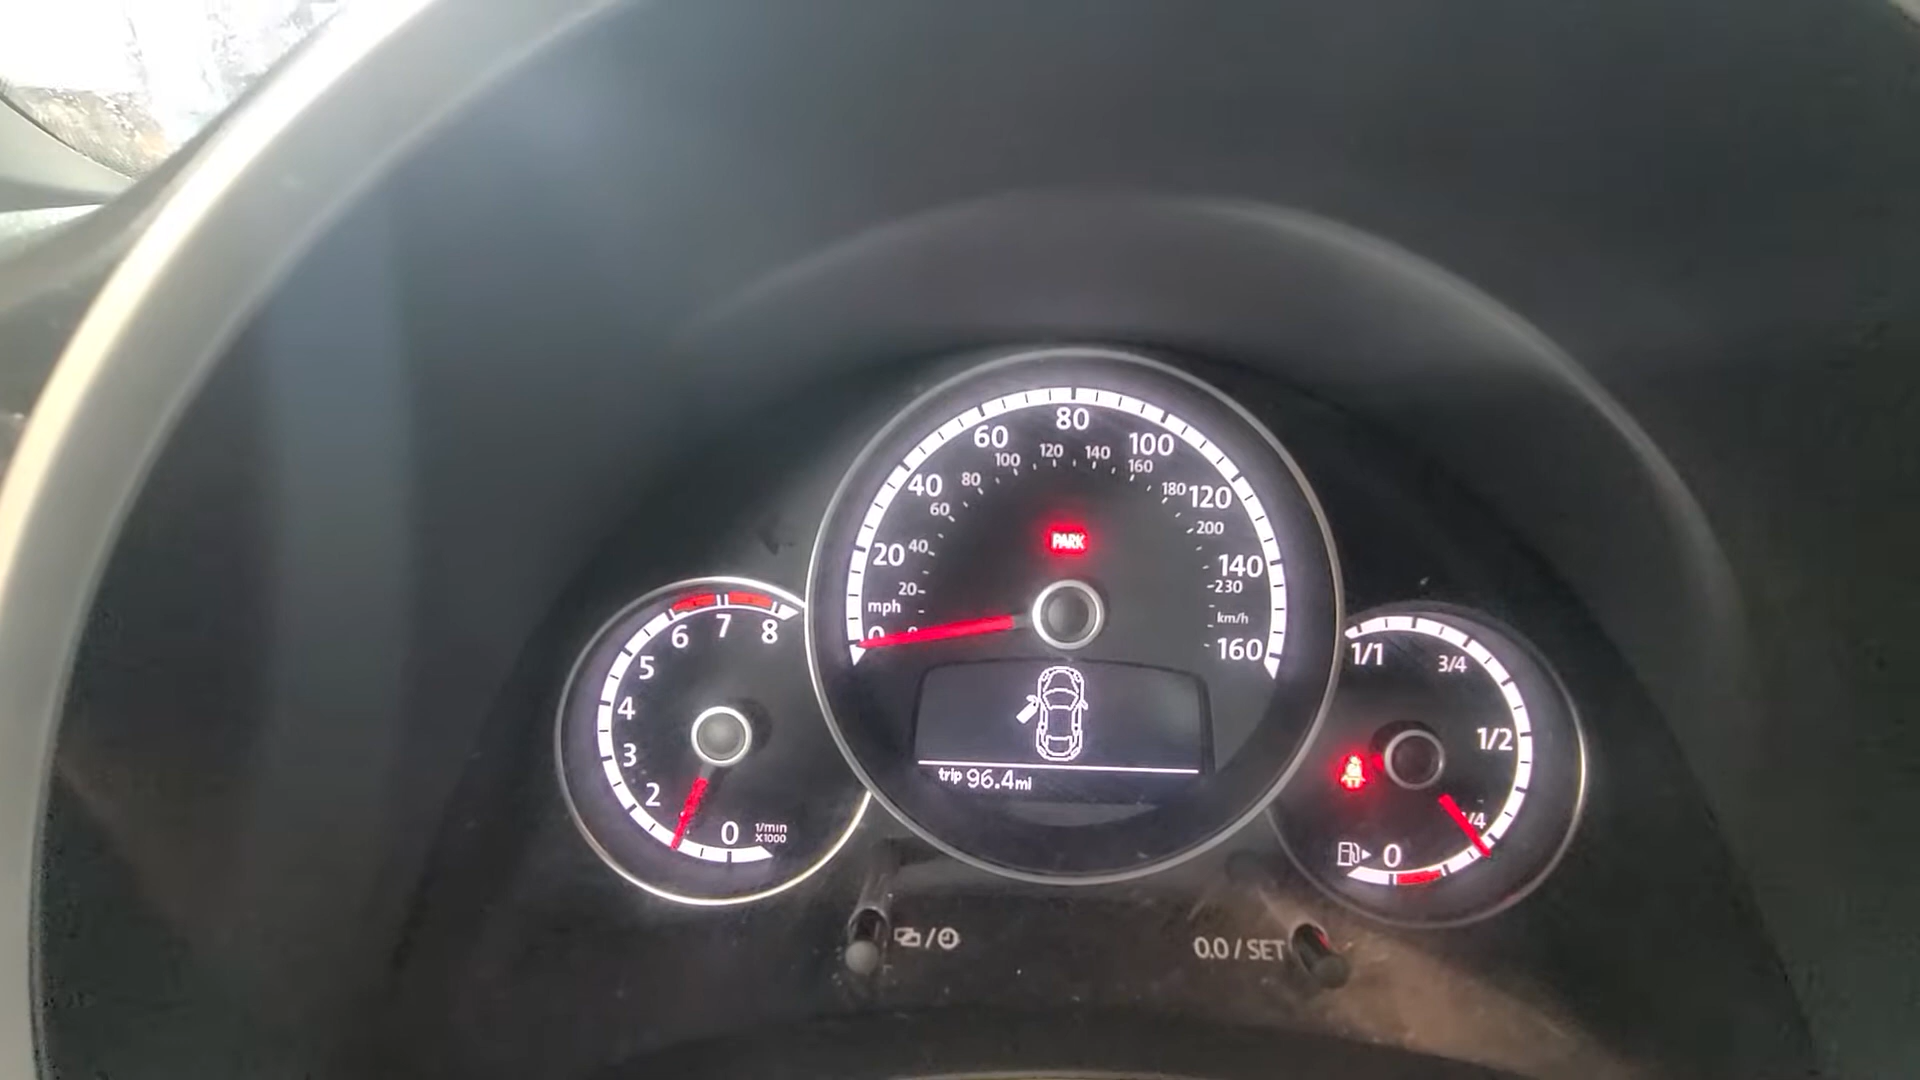 80
60 100
120 140
100 160
40 80 180 120
60 200
PARK
20 40 140
20 230
mph km/h
0 160
6 7 8
5
4
3
2
0 1/min
x1000
trip 96.4mi
1/1 3/4
1/2
/4
0
0.0 / SET